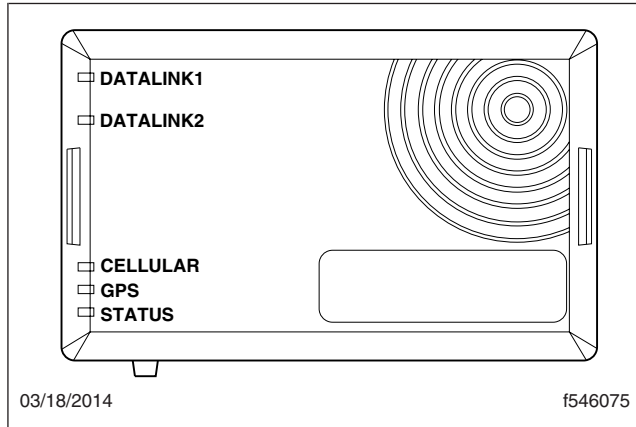 DATALINK1
DATALINK2
CELLULAR
GPS
STATUS
03/18/2014 f546075